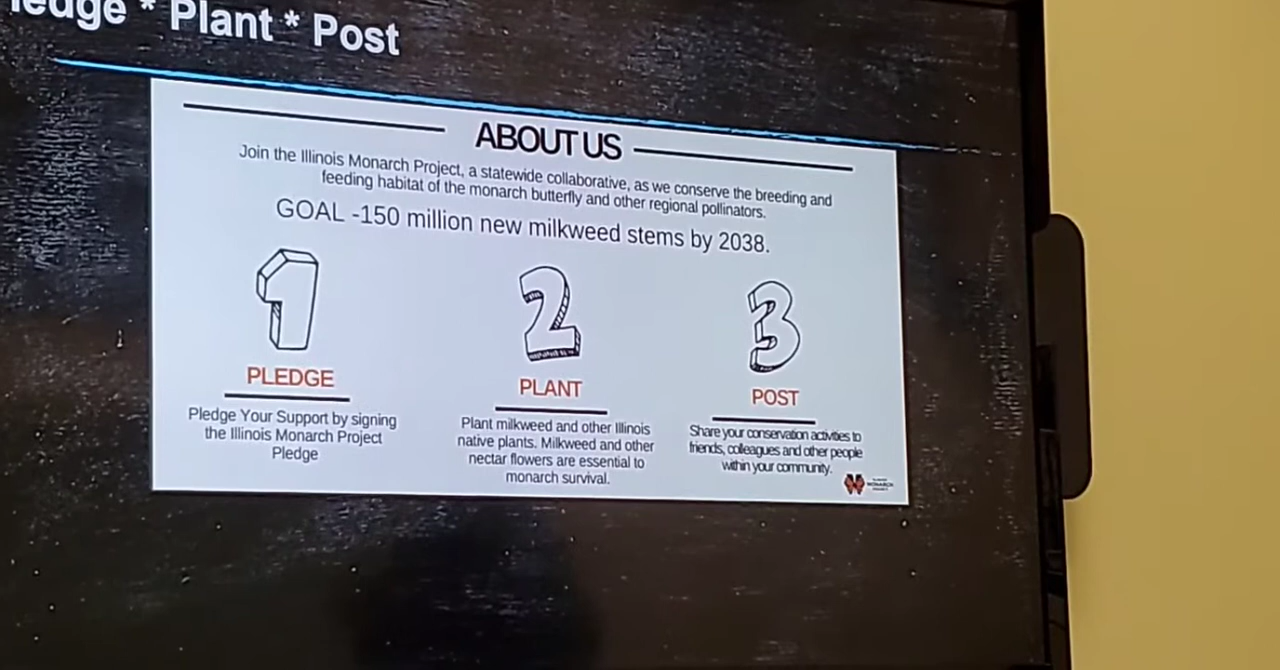 ledge * Plant * Post
ABOUT US
Join the Illinois Monarch Project, a statewide collaborative, as we conserve the breeding and
feeding habitat of the monarch butterfly and other regional pollinators.
GOAL -150 million new milkweed stems by 2038.
1
2
3
PLEDGE
PLANT
POST
Pledge Your Support by signing
the Illinois Monarch Project
Pledge
Plant milkweed and other Illinois
native plants. Milkweed and other
nectar flowers are essential to
monarch survival.
Share your conservation activities to
friends, colleagues and other people
within your community.
MONARCH